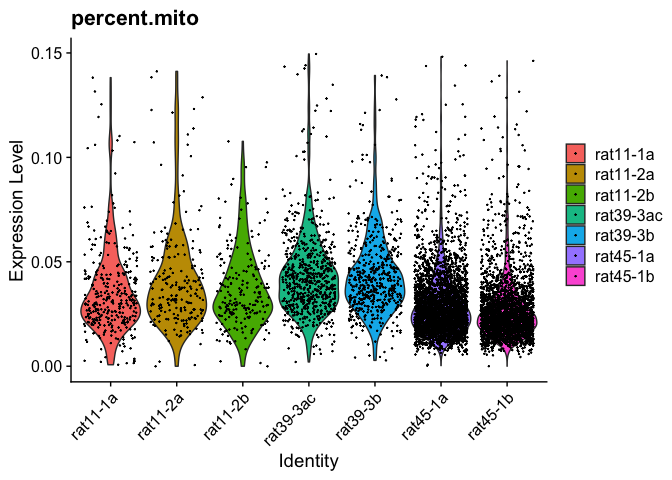 percent.mito
Expression Level
0.15
0.10
0.05
0.00
rat11-1a
rat11-2a
rat11-2b
rat39-3ac
rat39-3b
rat45-1a
rat45-1b
Identity
rat11-1a
rat11-2a
rat11-2b
rat39-3ac
rat39-3b
rat45-1a
rat45-1b